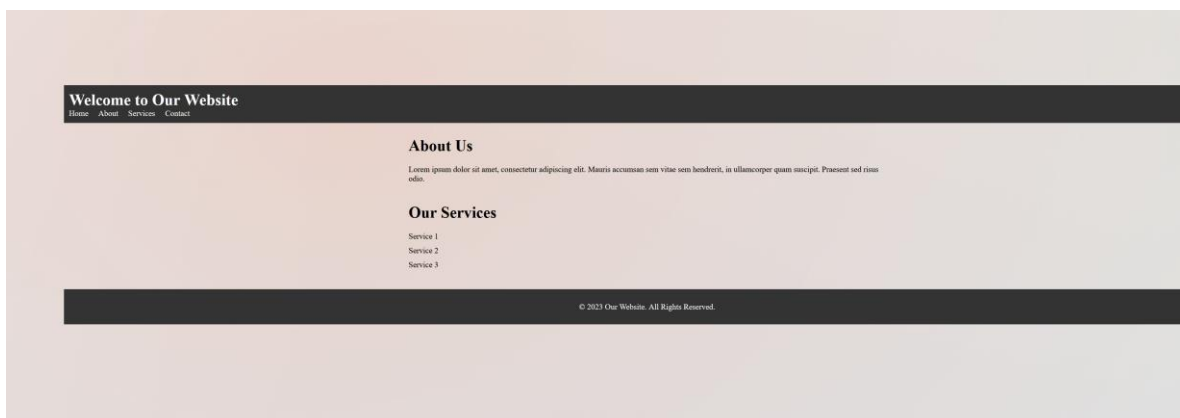 Welcome to Our Website
Home About Services Contact
About Us
Lorem ipsum dolor sit amet, consectetur adipiscing elit. Mauris accumsan sem vitae sem hendrerit, in ullamcorper quam suscipit. Praesent sed risus
odio.
Our Services
Service 1
Service 2
Service 3
© 2023 Our Website. All Rights Reserved.